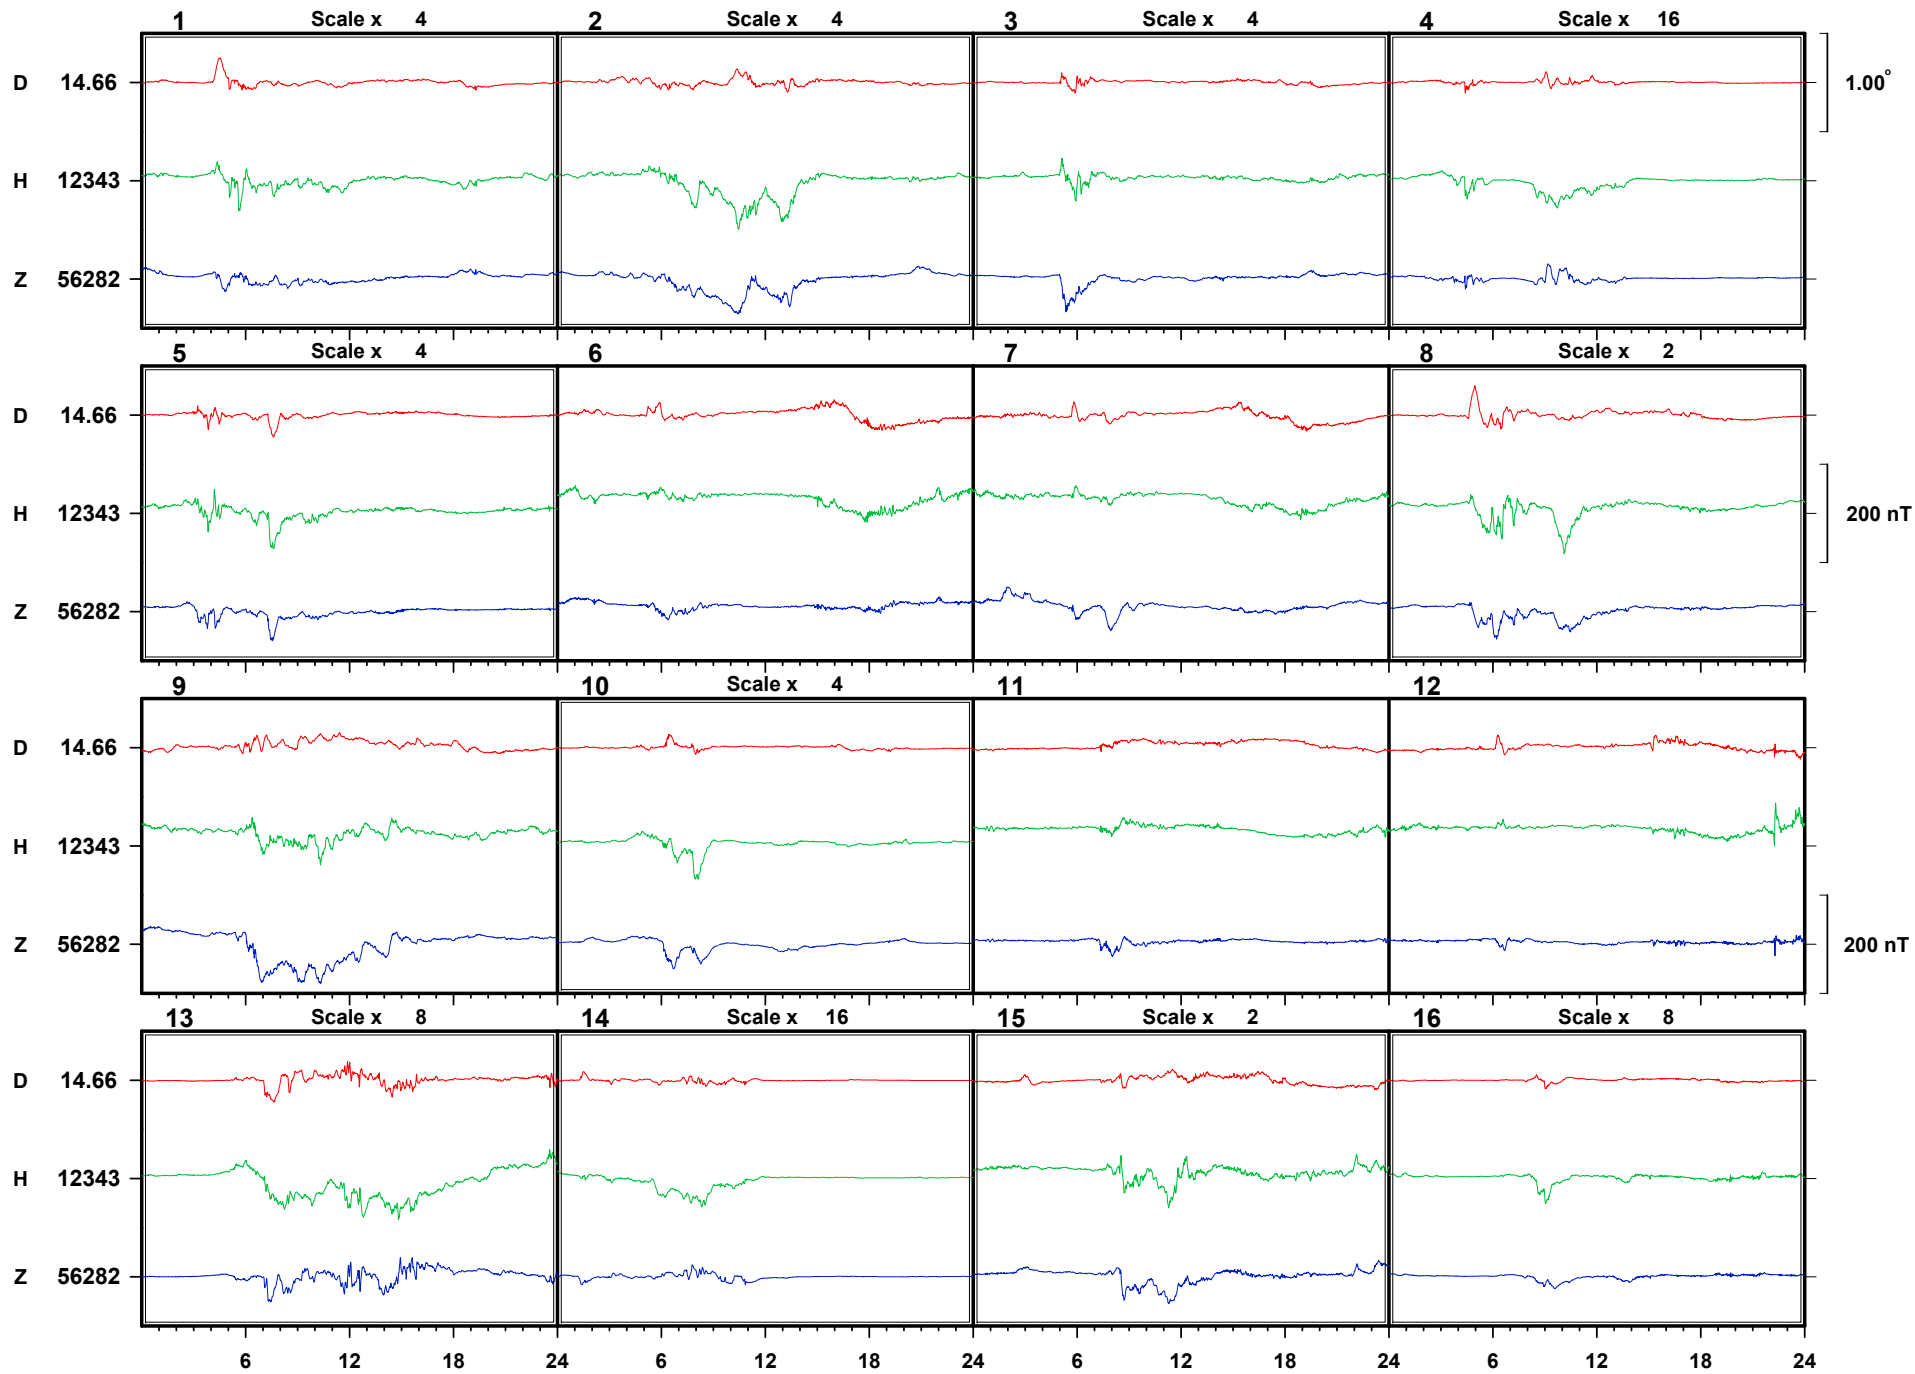 1 Scale x 4 2 Scale x 4 3 Scale x 4 4 Scale x 16
D 14.66 1.00°
H 12343
Z 56282
5 Scale x 4 6 7 8 Scale x 2
D 14.66
H 12343 200 nT
Z 56282
9 10 Scale x 4 11 12
D 14.66
H 12343
Z 56282 200 nT
13 Scale x 8 14 Scale x 16 15 Scale x 2 16 Scale x 8
D 14.66
H 12343
Z 56282
6 12 18 24 6 12 18 24 6 12 18 24 6 12 18 24